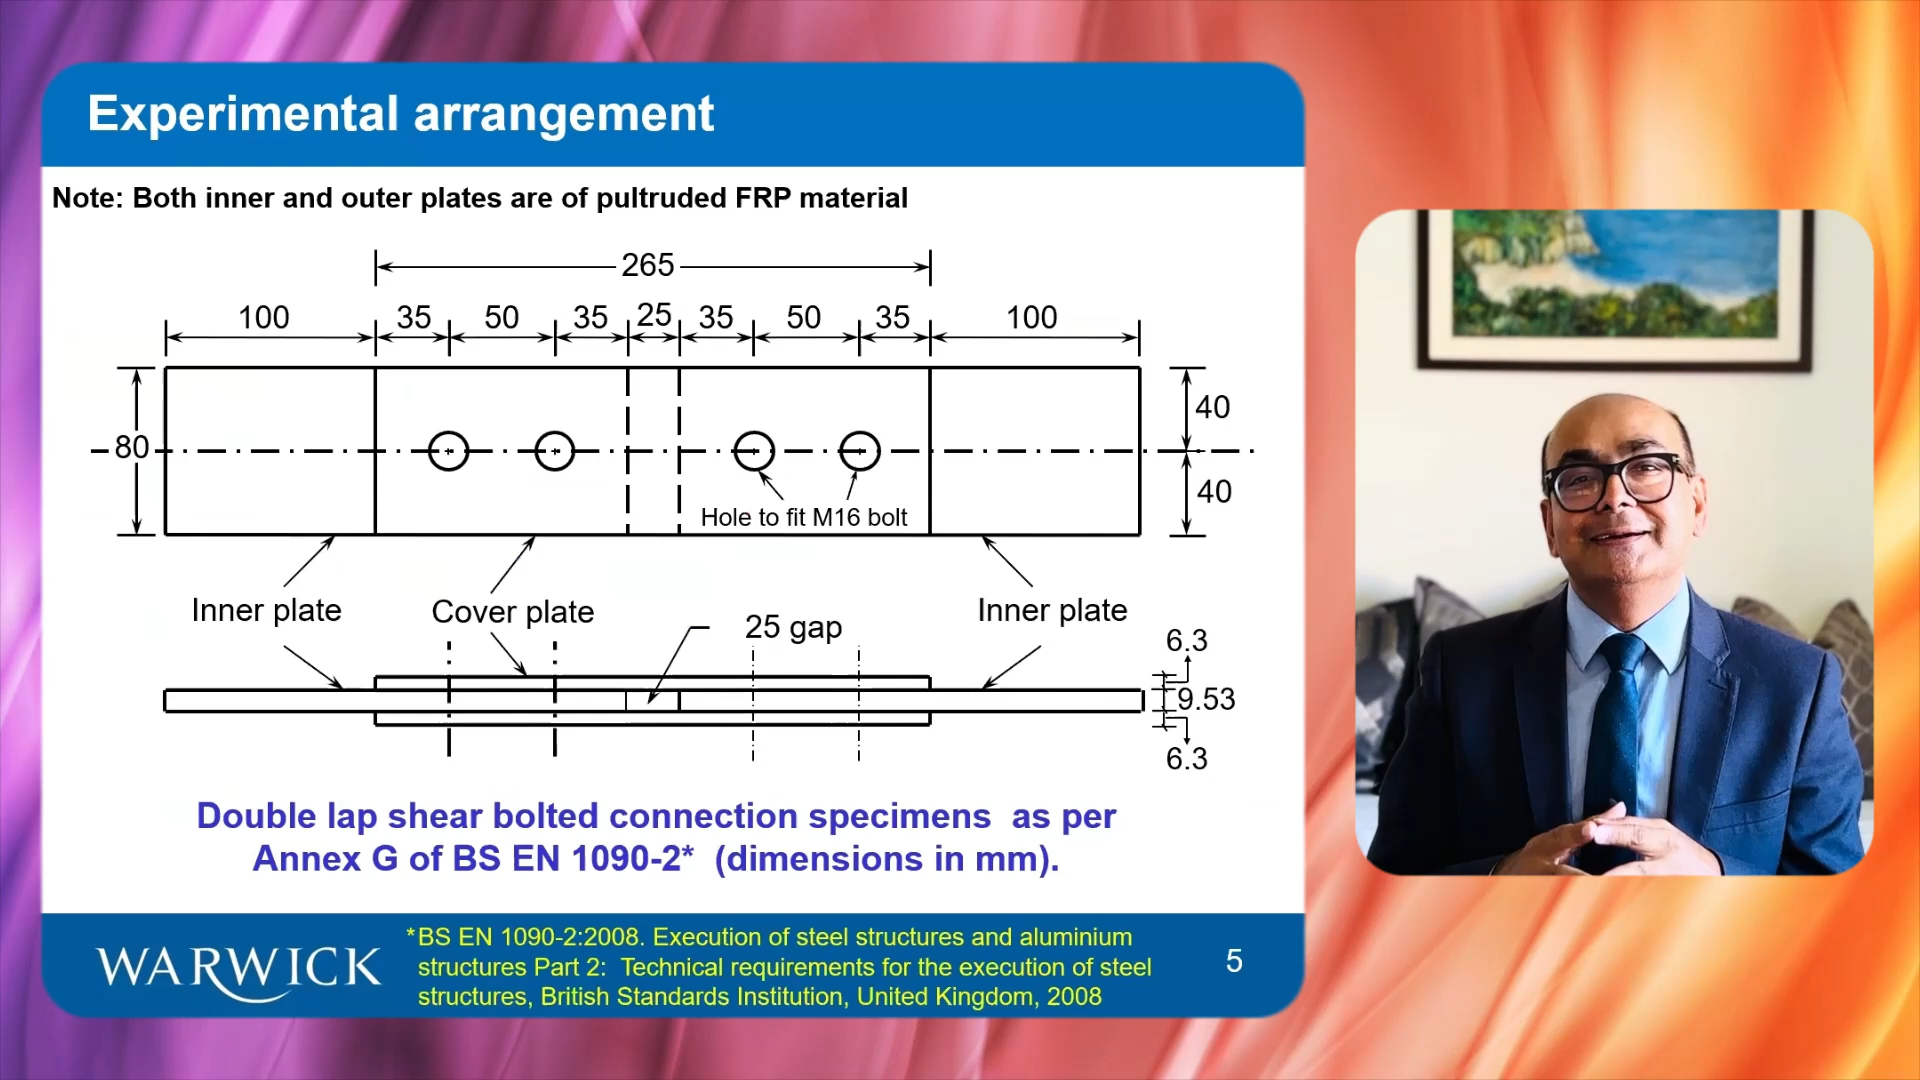 Experimental arrangement
Note: Both inner and outer plates are of pultruded FRP material
265
100 35 50 35 25 35 50 35 100
80
40
40
Hole to fit M16 bolt
Inner plate Cover plate Inner plate
25 gap
6.3
9.53
6.3
Double lap shear bolted connection specimens as per
Annex G of BS EN 1090-2* (dimensions in mm).
WARWICK
*BS EN 1090-2:2008. Execution of steel structures and aluminium
structures Part 2: Technical requirements for the execution of steel
structures, British Standards Institution, United Kingdom, 2008
5